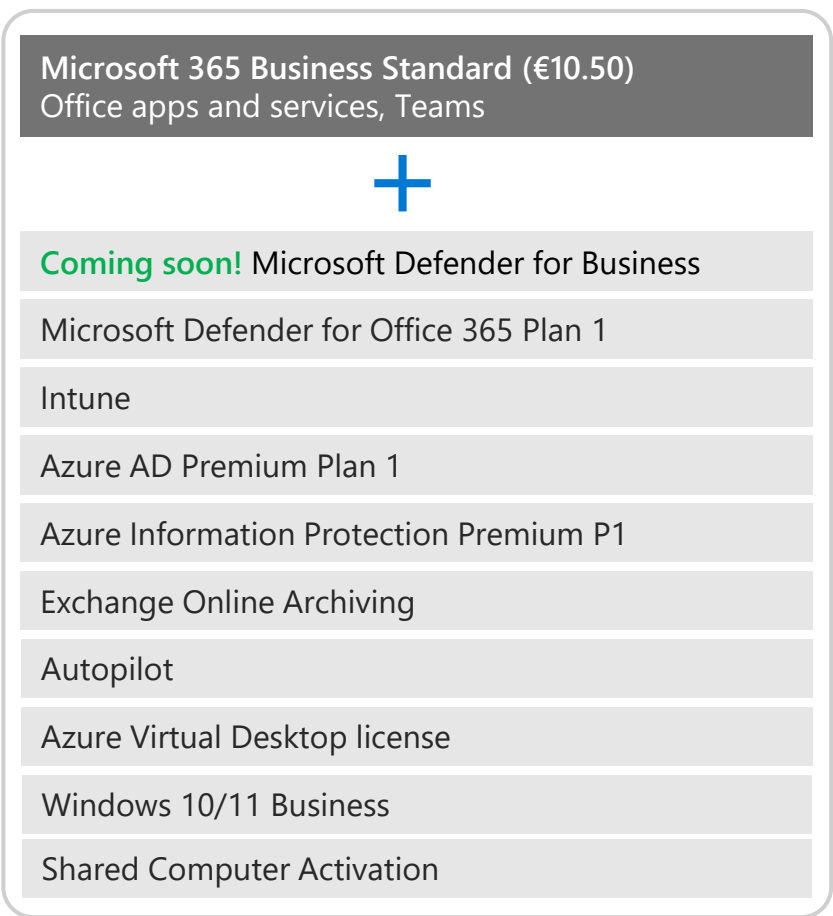 Microsoft 365 Business Standard (€10.50)
Office apps and services, Teams
+
Coming soon! Microsoft Defender for Business
Microsoft Defender for Office 365 Plan 1
Intune
Azure AD Premium Plan 1
Azure Information Protection Premium P1
Exchange Online Archiving
Autopilot
Azure Virtual Desktop license
Windows 10/11 Business
Shared Computer Activation